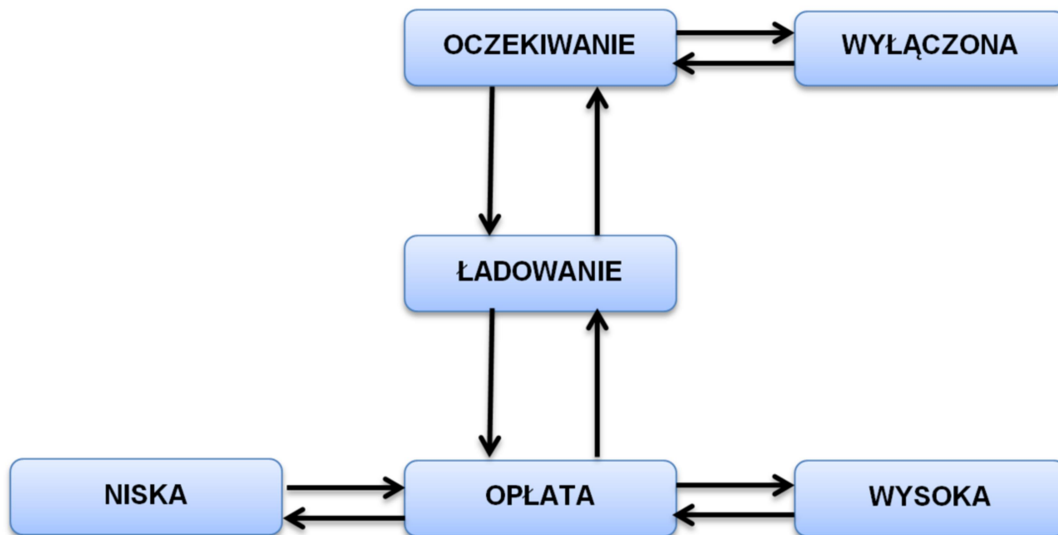 OCZEKIWANIE
WYŁĄCZONA
ŁADOWANIE
NISKA
OPŁATA
WYSOKA